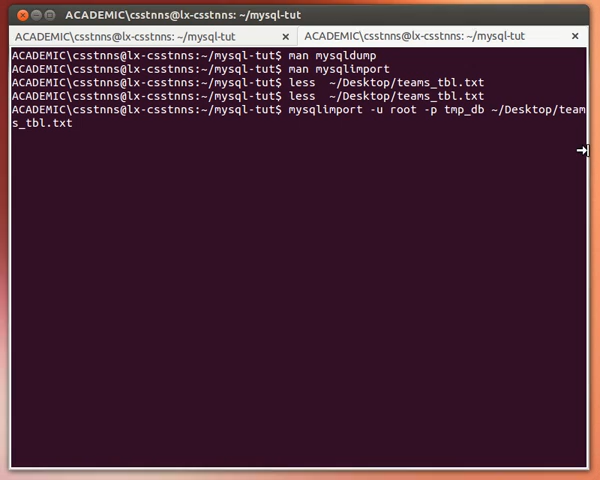 ACADEMIC\csstnns@lx-csstnns: ~/mysql-tut
ACADEMIC\csstnns@lx-csstnns: ~/mysql-tut
ACADEMIC\csstnns@lx-csstnns: ~/mysql-tut
ACADEMIC\csstnns@lx-csstnns:~/mysql-tut$ man mysqldump
ACADEMIC\csstnns@lx-csstnns:~/mysql-tut$ man mysqlimport
ACADEMIC\csstnns@lx-csstnns:~/mysql-tut$ less  ~/Desktop/teams_tbl.txt
ACADEMIC\csstnns@lx-csstnns:~/mysql-tut$ less  ~/Desktop/teams_tbl.txt
ACADEMIC\csstnns@lx-csstnns:~/mysql-tut$ mysqlimport -u root -p tmp_db ~/Desktop/team
s_tbl.txt